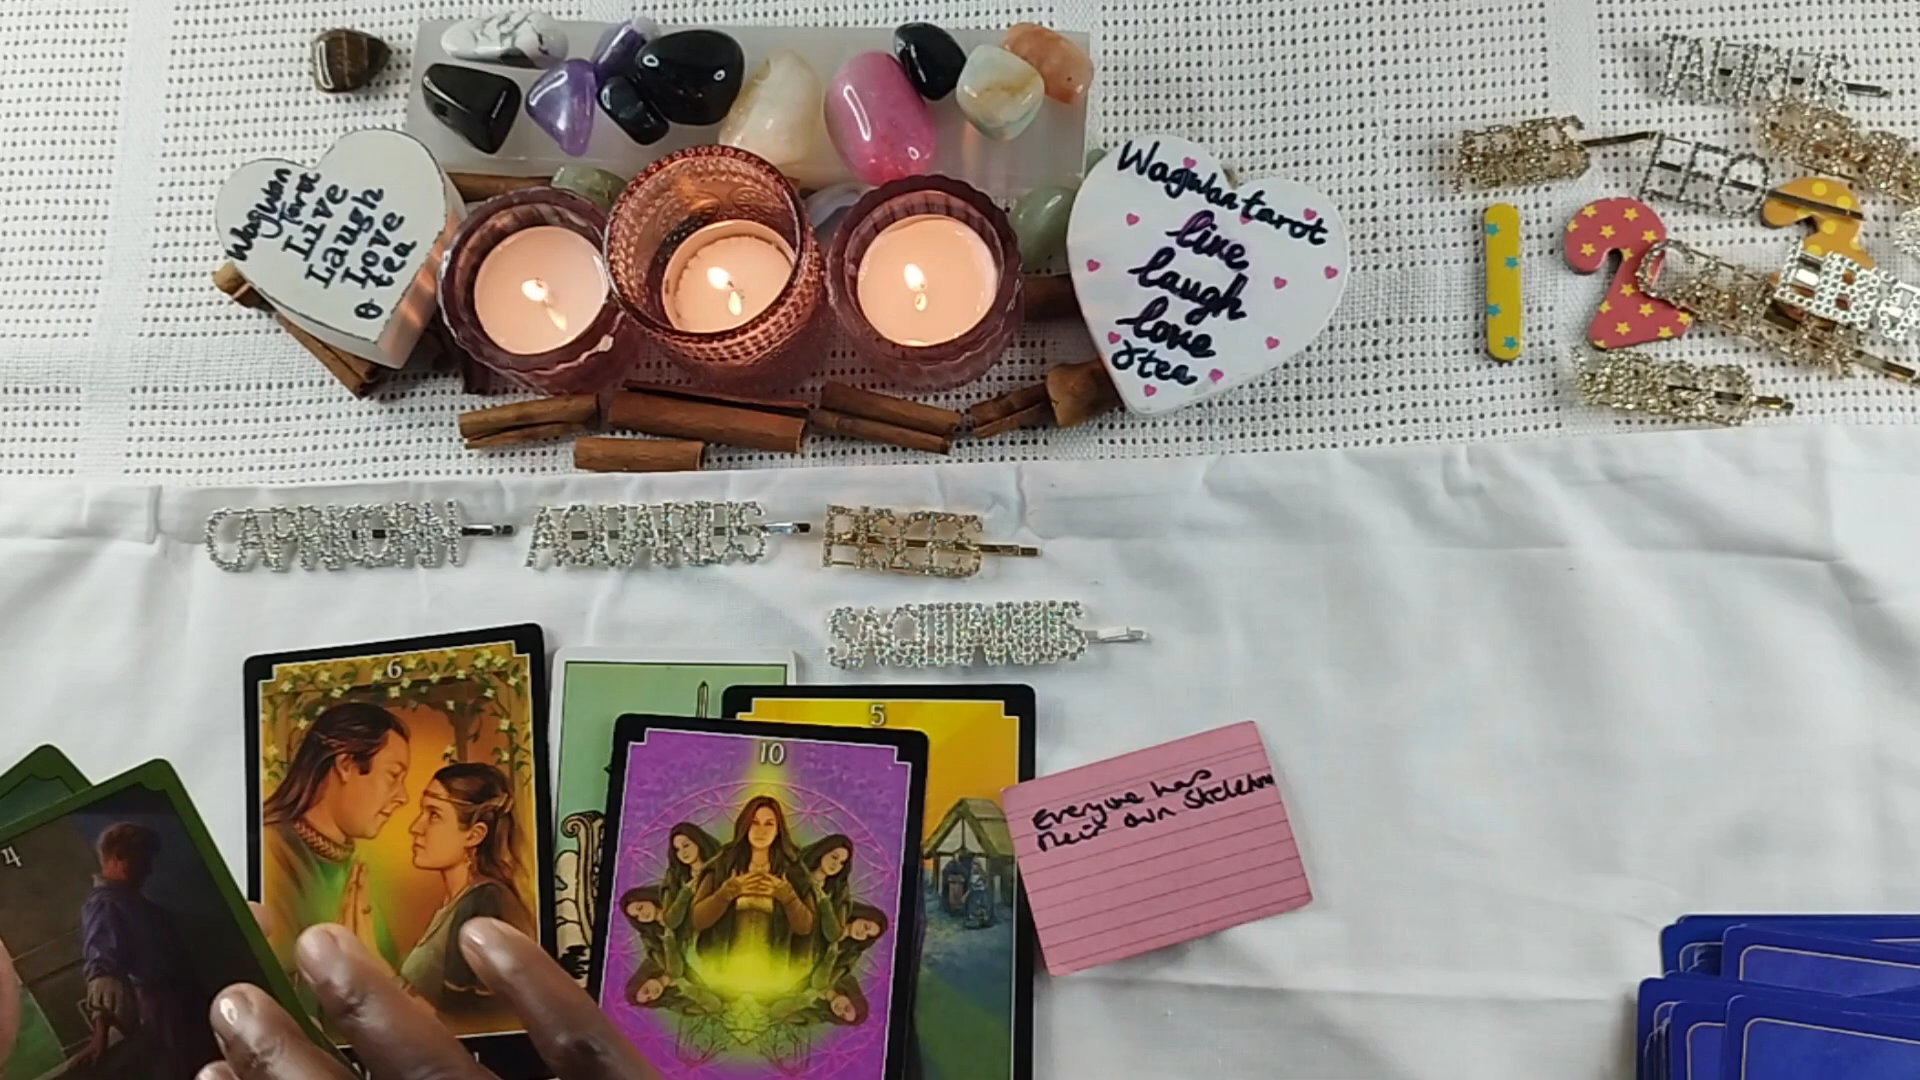 Wagwan
Tarot
Live
Laugh
Love
& tea
Wagwan tarot
live
laugh
love
& tea
TAURUS
LEO
1
2
CAPRICORN
AQUARIUS
PISCES
SAGITTARIUS
6
5
10
4
Everyone has
their own Skeleton